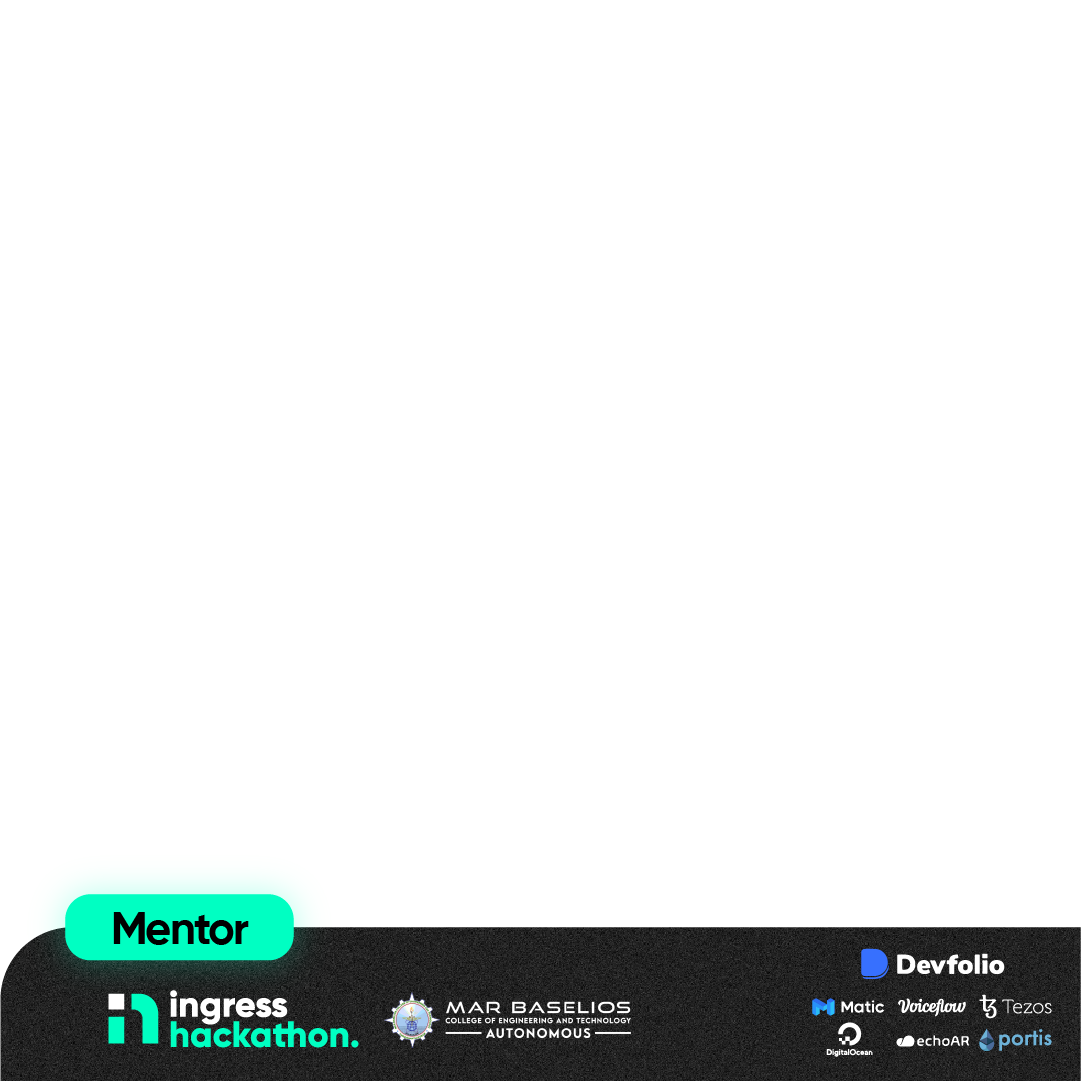 Mentor
ingress
hackathon.
MAR BASELIOS
COLLEGE OF ENGINEERING AND TECHNOLOGY
AUTONOMOUS
Devfolio
Matic Voiceflow Tezos
DigitalOcean echoAR portis